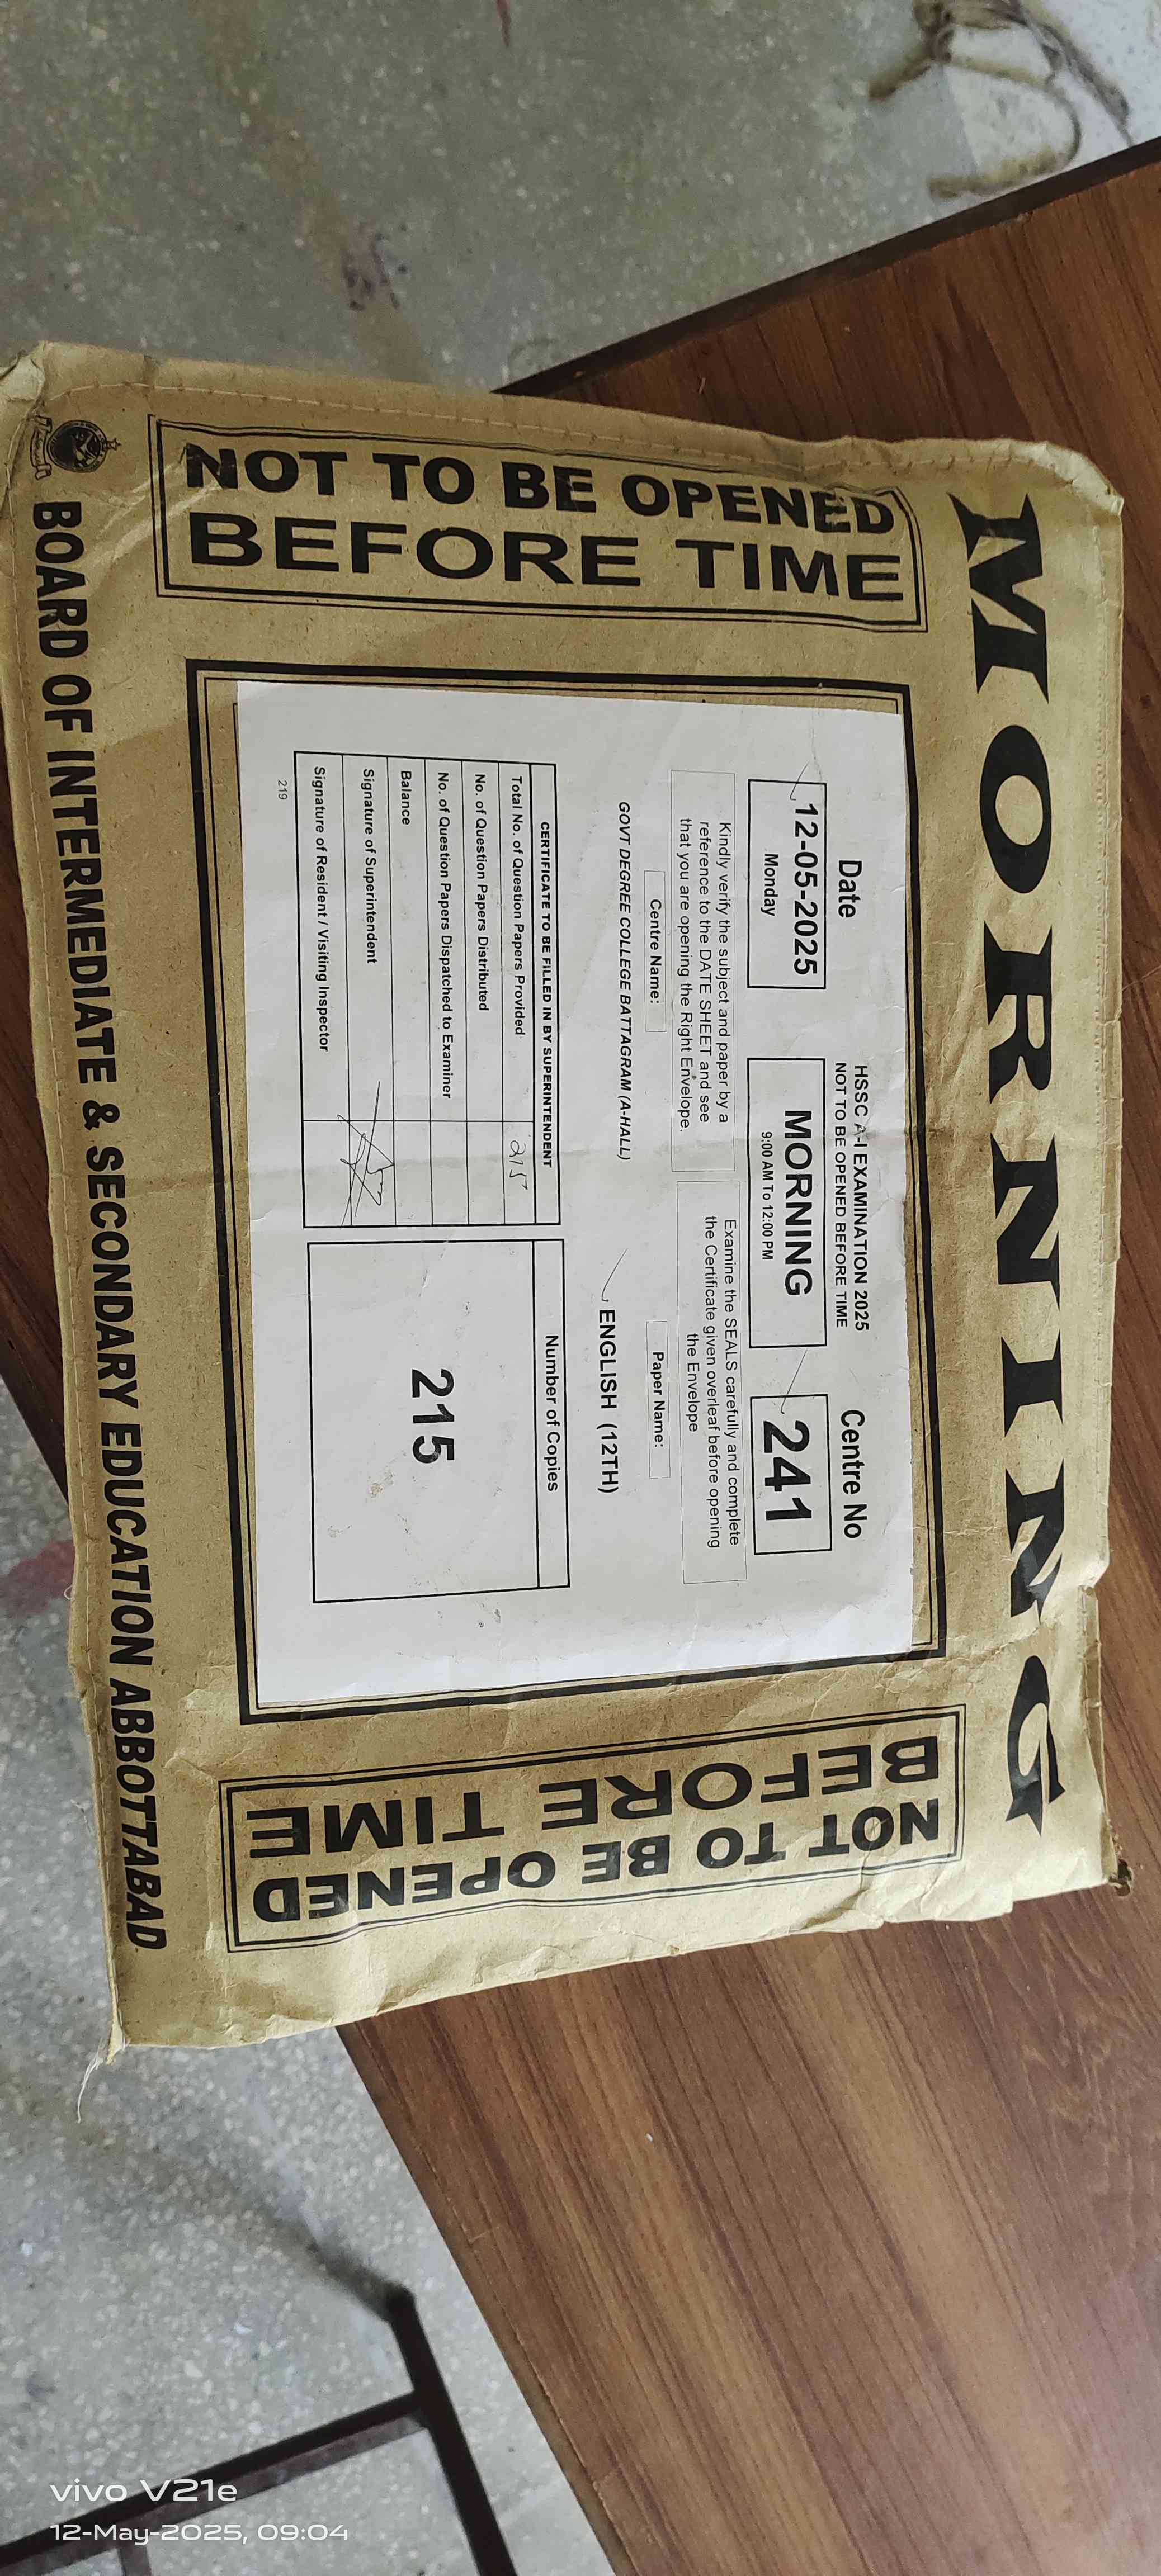 MORNING
NOT TO BE OPENED
BEFORE TIME
Date
HSSC A-I EXAMINATION 2025
NOT TO BE OPENED BEFORE TIME
Centre No
12-05-2025
Monday
MORNING
9:00 AM To 12:00 PM
241
Kindly verify the subject and paper by a
reference to the DATE SHEET and see
that you are opening the Right Envelope.
Examine the SEALS carefully and complete
the Certificate given overleaf before opening
the Envelope
Centre Name:
Paper Name:
GOVT DEGREE COLLEGE BATTAGRAM (A-HALL)
ENGLISH (12TH)
CERTIFICATE TO BE FILLED IN BY SUPERINTENDENT
Total No. of Question Papers Provided 215
No. of Question Papers Distributed
No. of Question Papers Dispatched to Examiner
Balance
Signature of Superintendent
Signature of Resident / Visiting Inspector
Number of Copies
215
219
NOT TO BE OPENED
BEFORE TIME
BOARD OF INTERMEDIATE & SECONDARY EDUCATION ABBOTTABAD
vivo V21e
12-May-2025, 09:04